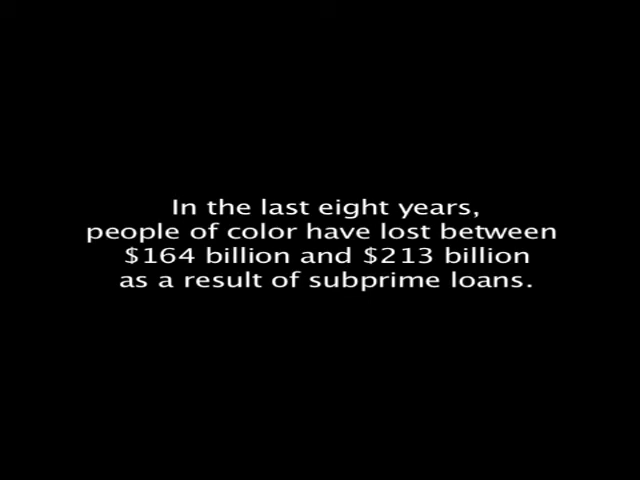 In the last eight years,
people of color have lost between
$164 billion and $213 billion
as a result of subprime loans.